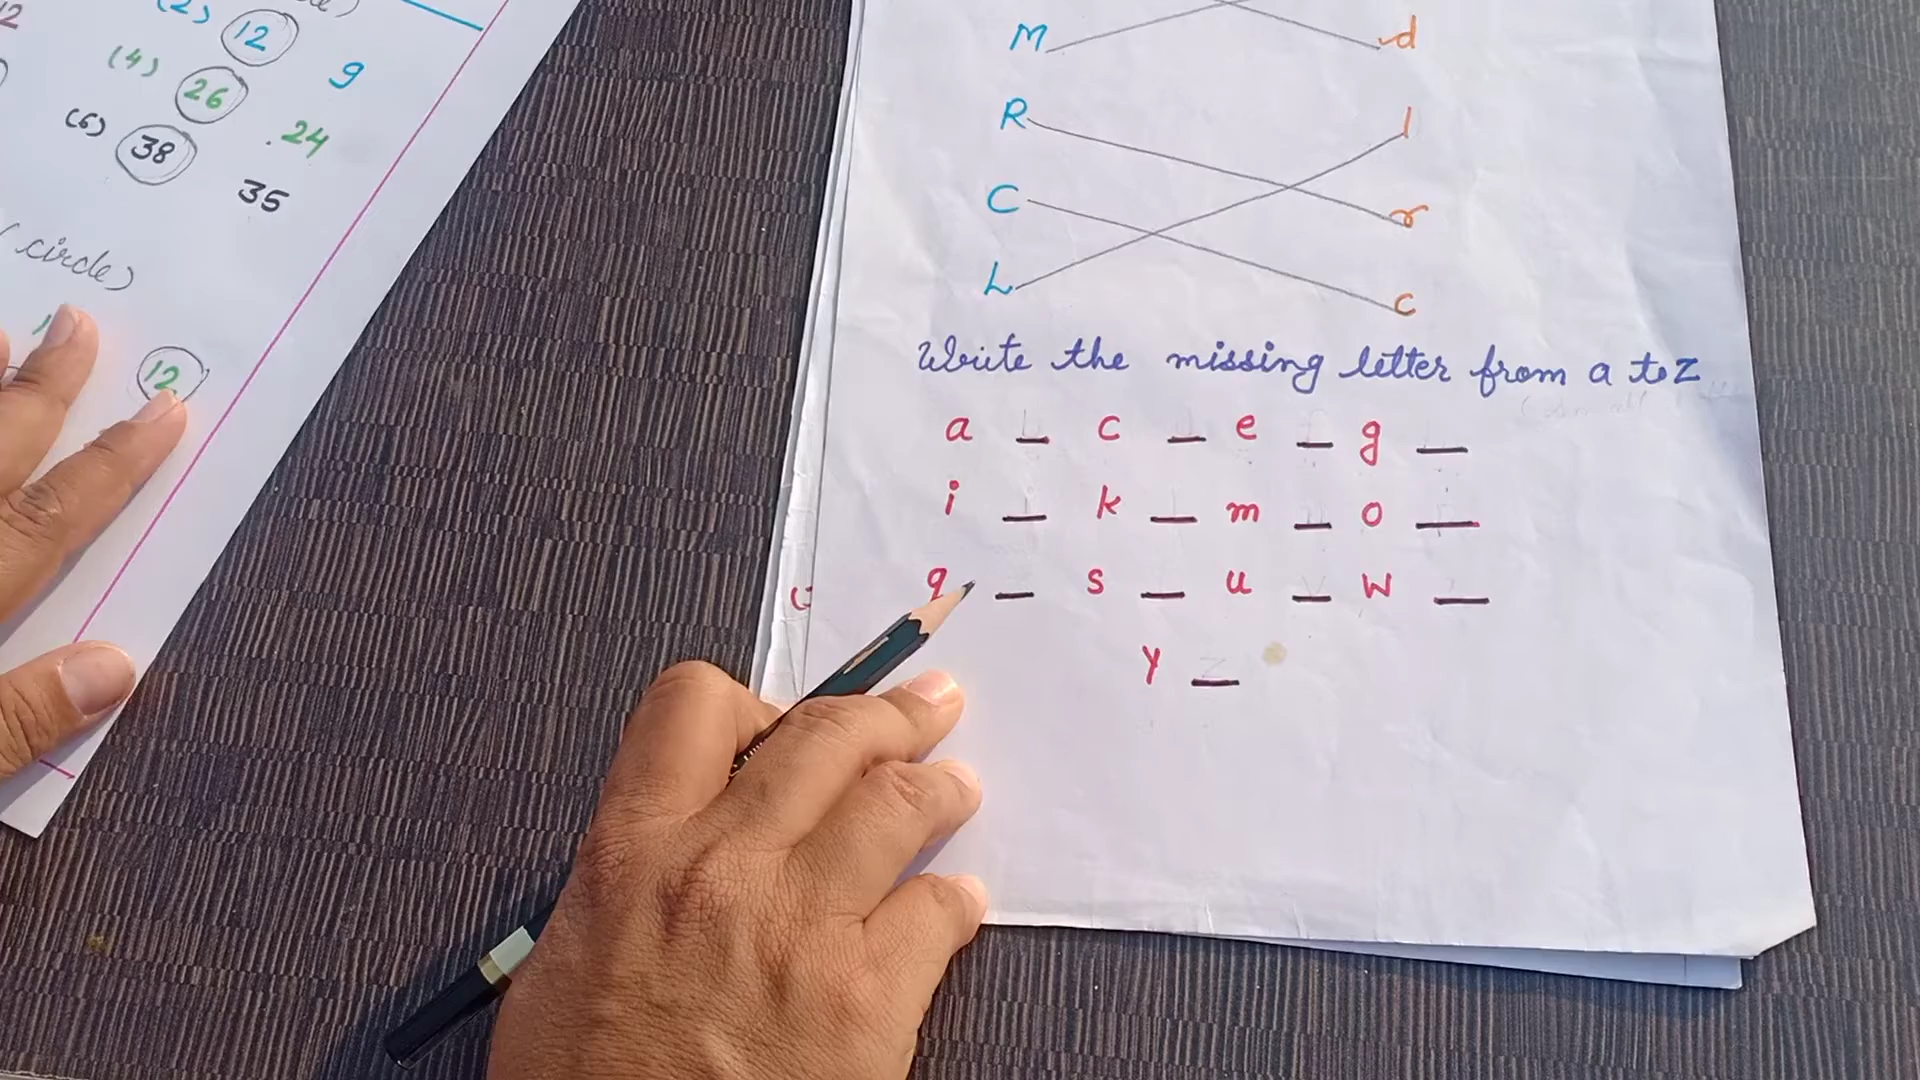 (2) 12 9
(4) 26 24
(6) 38 35
(circle)
12
M d
R l
C r
L c
Write the missing letter from a to z
a _ c _ e _ g _
i _ k _ m _ o _
q _ s _ u _ w _
y _